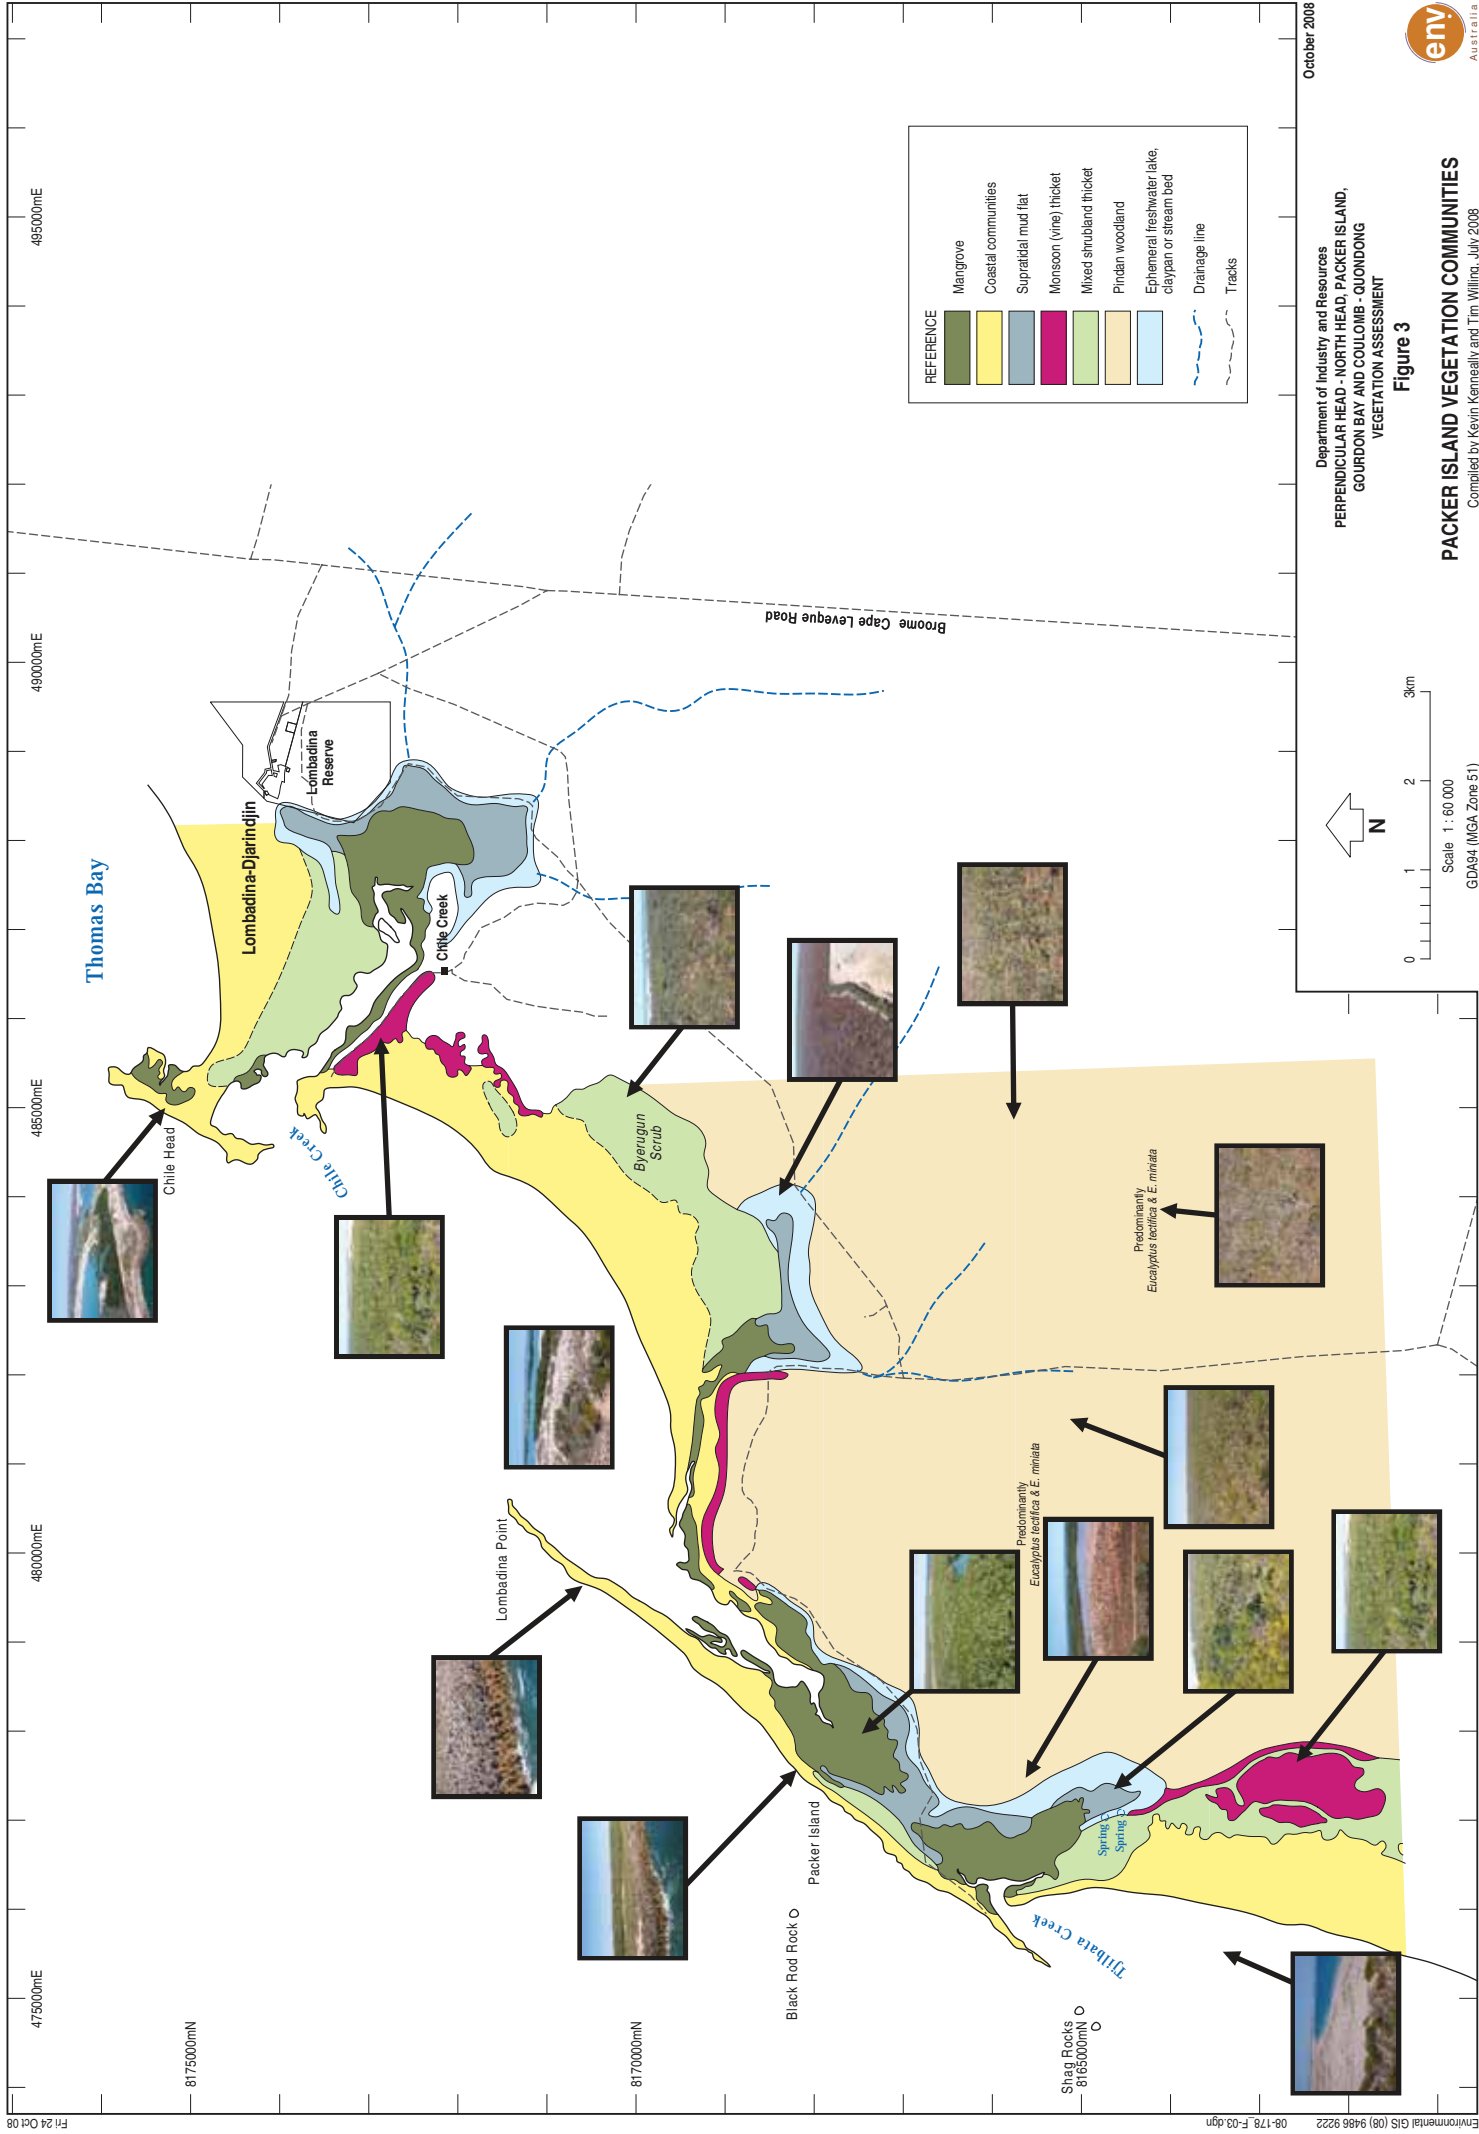 Fri 24 Oct 08
475000mE
480000mE
485000mE
490000mE
495000mE
8175000mN
8170000mN
8165000mN
Thomas Bay
Chile Head
Chile Creek
Lombadina-Djarindjin
Lombadina
Reserve
Chile Creek
Broome Cape Leveque Road
Lombadina Point
Byerugun
Scrub
Black Rod Rock
Packer Island
Shag Rocks
Tjilbata Creek
Spring
Spring
Predominantly
Eucalyptus tectifica & E. miniata
Predominantly
Eucalyptus tectifica & E. miniata
REFERENCE
Mangrove
Coastal communities
Supratidal mud flat
Monsoon (vine) thicket
Mixed shrubland thicket
Pindan woodland
Ephemeral freshwater lake,
claypan or stream bed
Drainage line
Tracks
N
0
1
2
3km
Scale 1 : 60 000
GDA94 (MGA Zone 51)
Department of Industry and Resources
PERPENDICULAR HEAD - NORTH HEAD, PACKER ISLAND,
GOURDON BAY AND COULOMB - QUONDONG
VEGETATION ASSESSMENT
Figure 3
PACKER ISLAND VEGETATION COMMUNITIES
Compiled by Kevin Kenneally and Tim Willing, July 2008
October 2008
env
Australia
Environmental GIS (08) 9486 9222
08-178_F-03.dgn